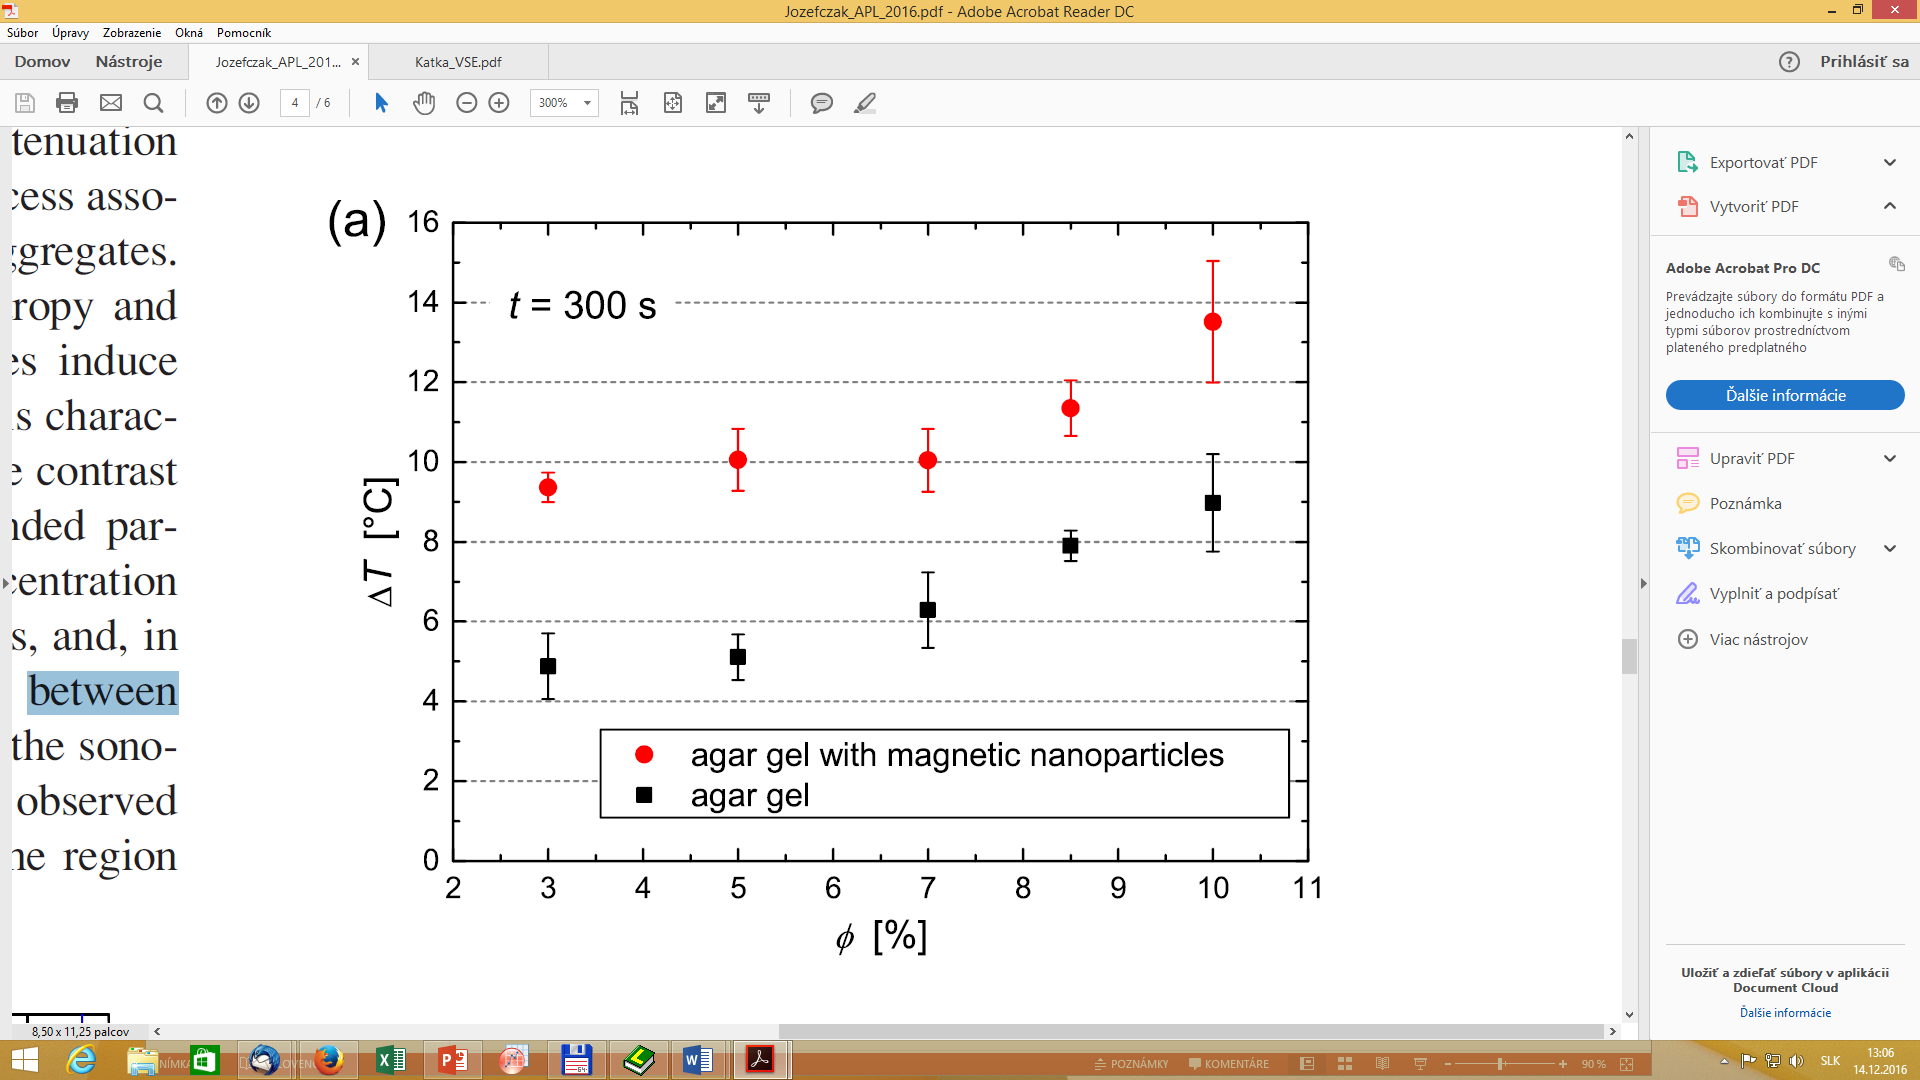 Jozefczak_APL_2016.pdf - Adobe Acrobat Reader DC
Súbor Úpravy Zobrazenie Okná Pomocník
Domov Nástroje Jozefczak_APL_201... × Katka_VSE.pdf Prihlásiť sa
4 / 6 300%
tenuation
cess asso-
ggregates.
ropy and
es induce
is charac-
e contrast
nded par-
centration
s, and, in
between
the sono-
observed
ne region
(a)
16
14
12
10
8
6
4
2
0
t = 300 s
ΔT [°C]
agar gel with magnetic nanoparticles
agar gel
2 3 4 5 6 7 8 9 10 11
ϕ [%]
8,50 x 11,25 palcov
Exportovať PDF
Vytvoriť PDF
Adobe Acrobat Pro DC
Prevádzajte súbory do formátu PDF a
jednoducho ich kombinujte s inými
typmi súborov prostredníctvom
plateného predplatného
Ďalšie informácie
Upraviť PDF
Poznámka
Skombinovať súbory
Vyplniť a podpísať
Viac nástrojov
Uložiť a zdieľať súbory v aplikácii
Document Cloud
Ďalšie informácie
POZNÁMKY KOMENTÁRE 90 %
SLK
13:06
14.12.2016